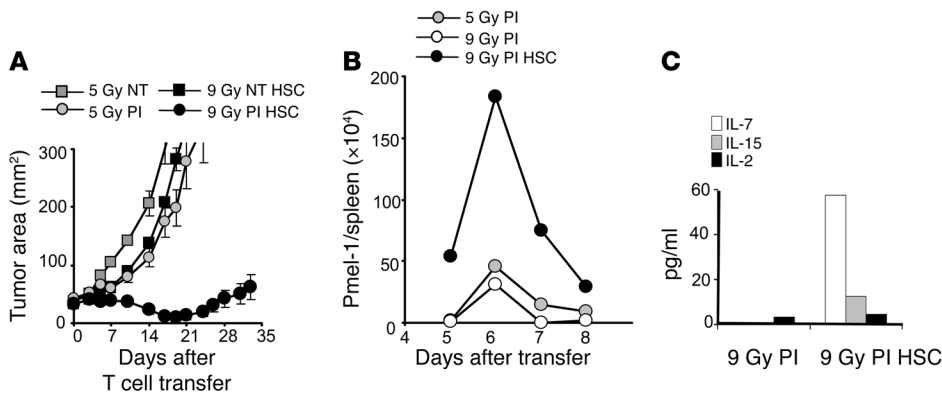 A
5 Gy NT
9 Gy NT HSC
5 Gy PI
9 Gy PI HSC
Tumor area (mm²)
300
200
100
0
0 7 14 21 28 35
Days after
T cell transfer
B
5 Gy PI
9 Gy PI
9 Gy PI HSC
Pmel-1/spleen (×10⁴)
200
150
100
50
0
4 5 6 7 8
Days after transfer
C
IL-7
IL-15
IL-2
pg/ml
60
40
20
0
9 Gy PI 9 Gy PI HSC